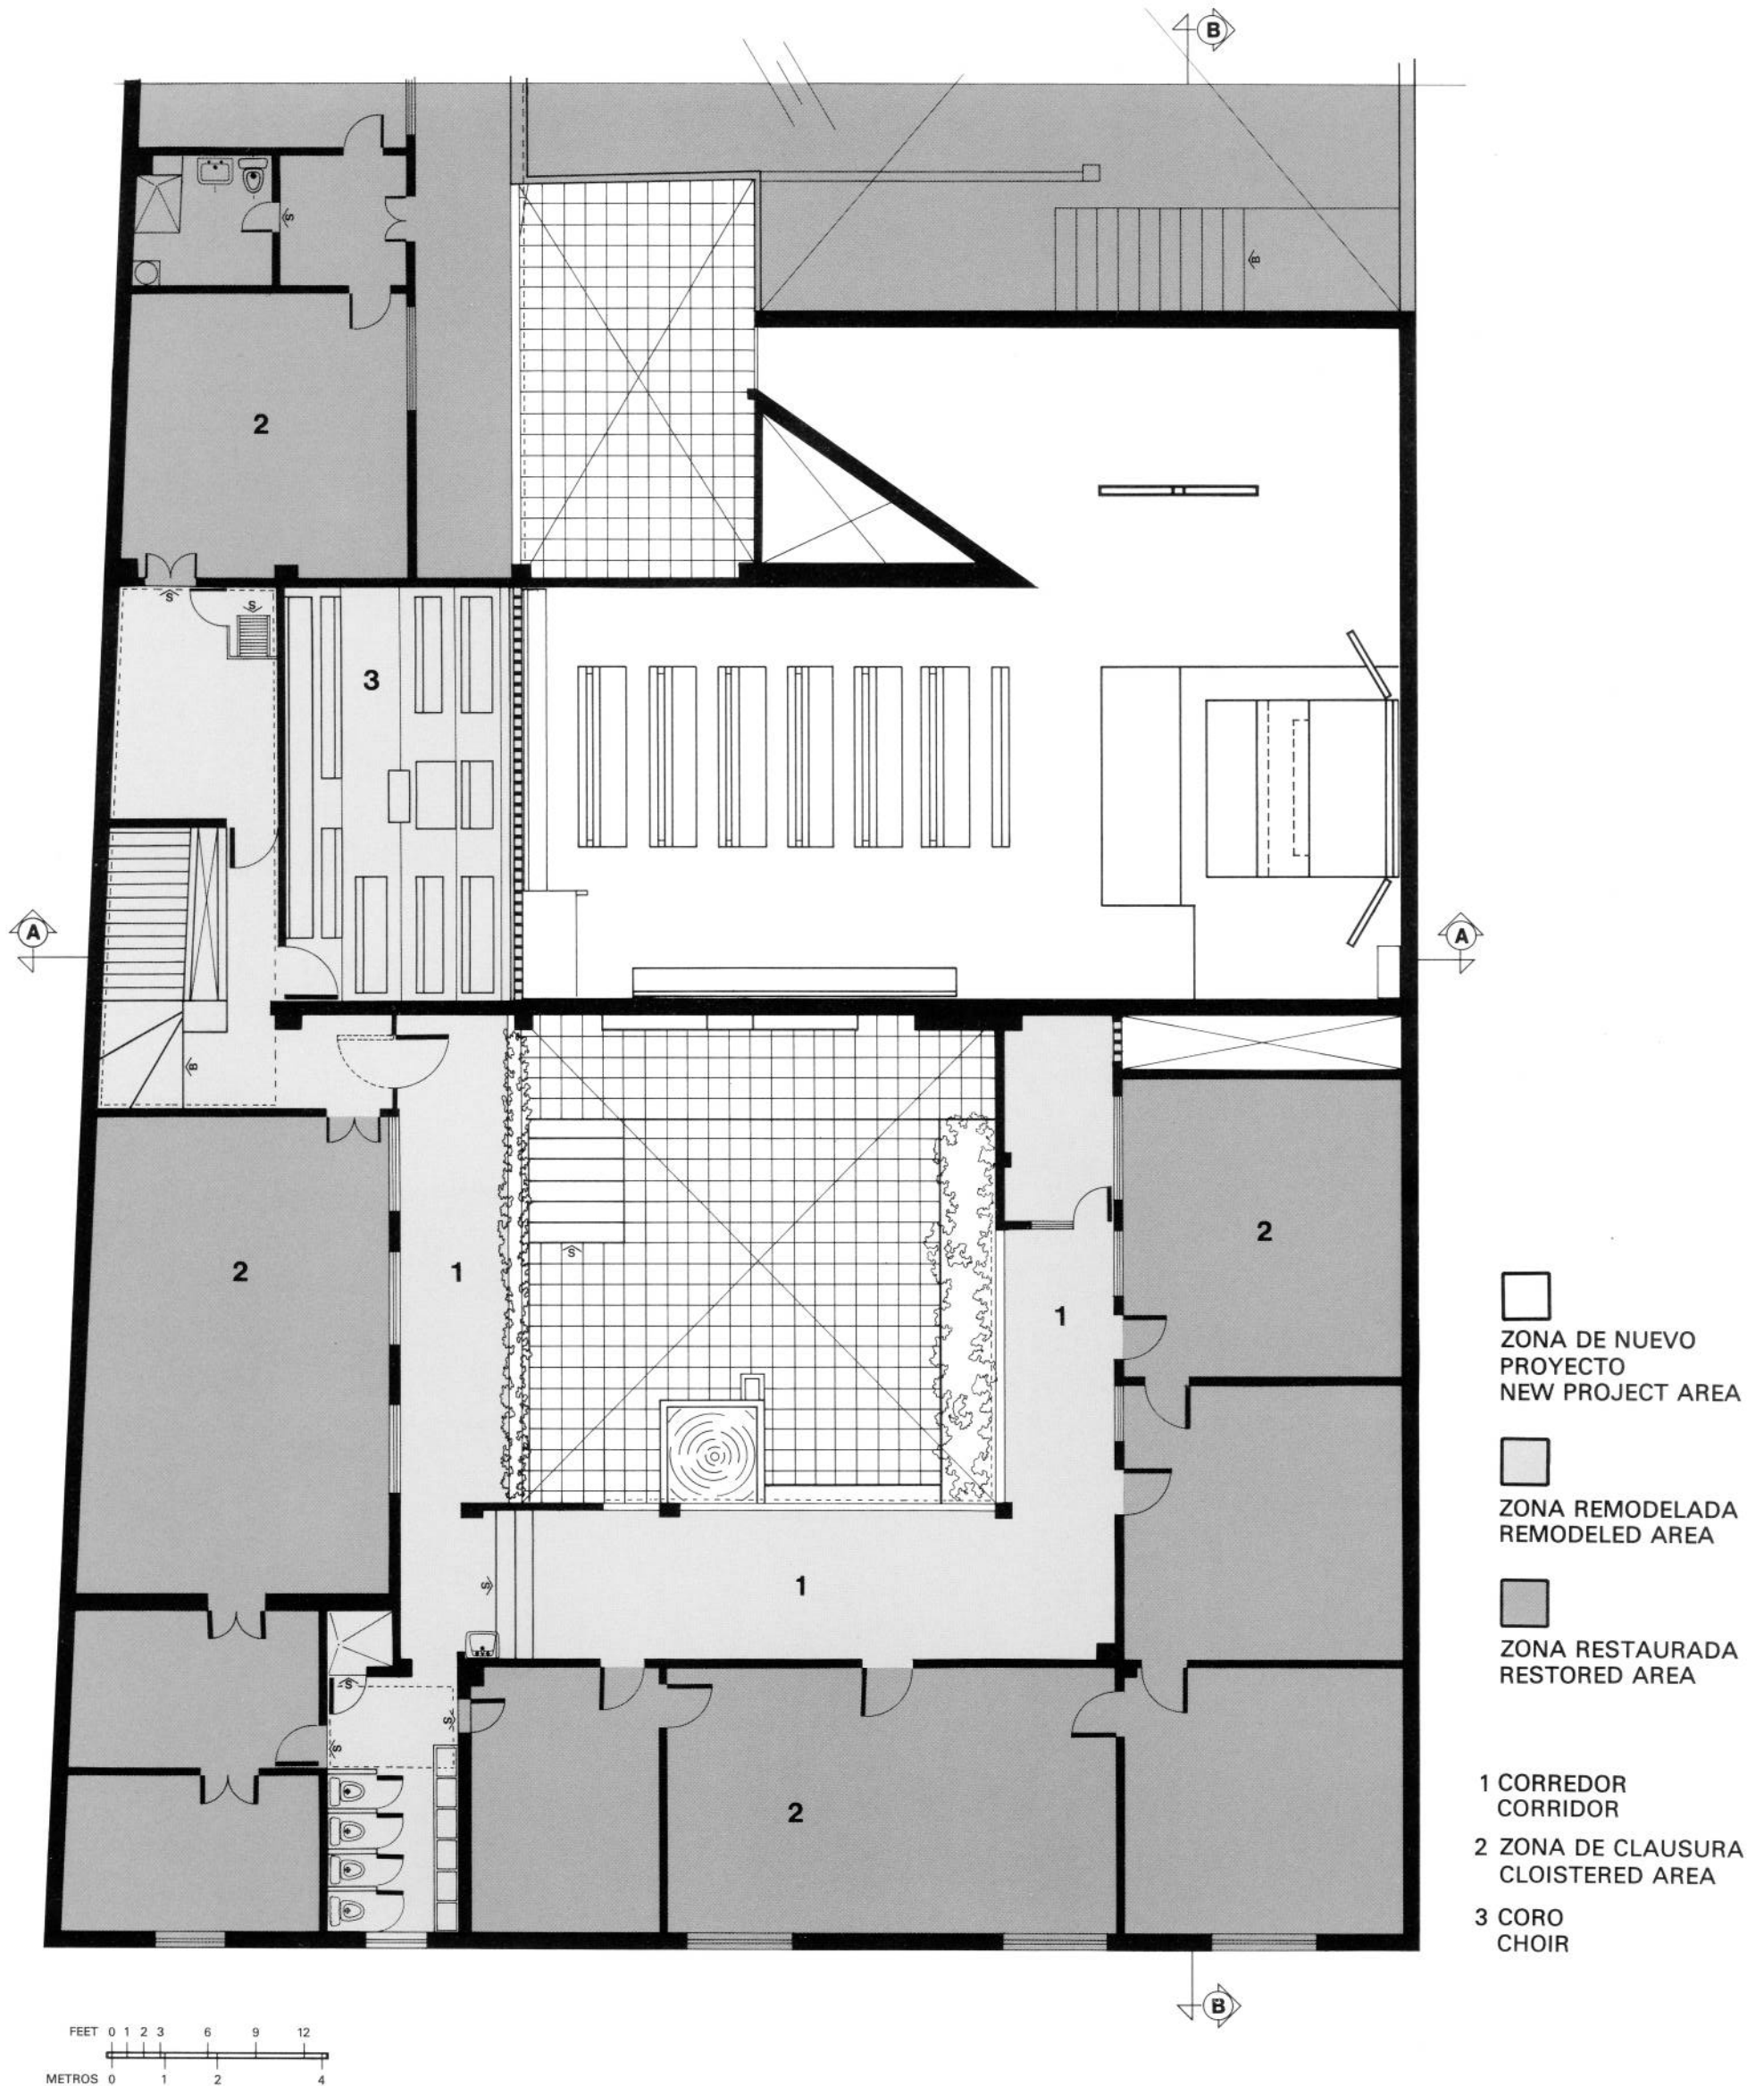 B
S
B
2
S
S
3
A
A
B
2
1
S
2
1
1
S
S
S
S
2
B
ZONA DE NUEVO
PROYECTO
NEW PROJECT AREA
ZONA REMODELADA
REMODELED AREA
ZONA RESTAURADA
RESTORED AREA
1 CORREDOR
CORRIDOR
2 ZONA DE CLAUSURA
CLOISTERED AREA
3 CORO
CHOIR
FEET 0 1 2 3 6 9 12
METROS 0 1 2 4